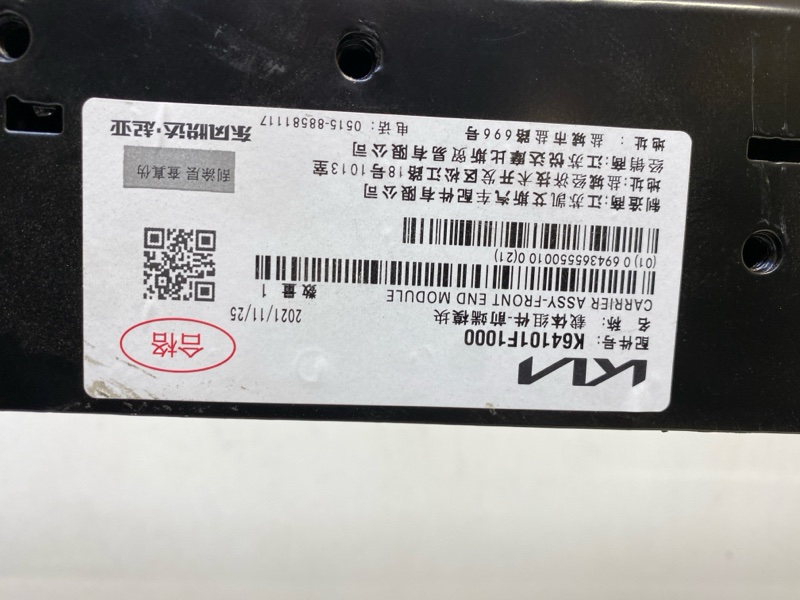 KIA
配件号: K64101F1000
名 称: 载体组件-前端模块
CARRIER ASSY-FRONT END MODULE
2021/11/25
数量 1
合格
(01) 0 6943655500100 (21)
制造商:江苏凯艾斯汽车配件有限公司
地址:盐城经济技术开发区松江路18号1013室
经销商:江苏悦达摩比斯贸易有限公司
地址: 盐城市盐路696号
电话: 0515-88581117
刮涂层 查真伪
东风悦达·起亚